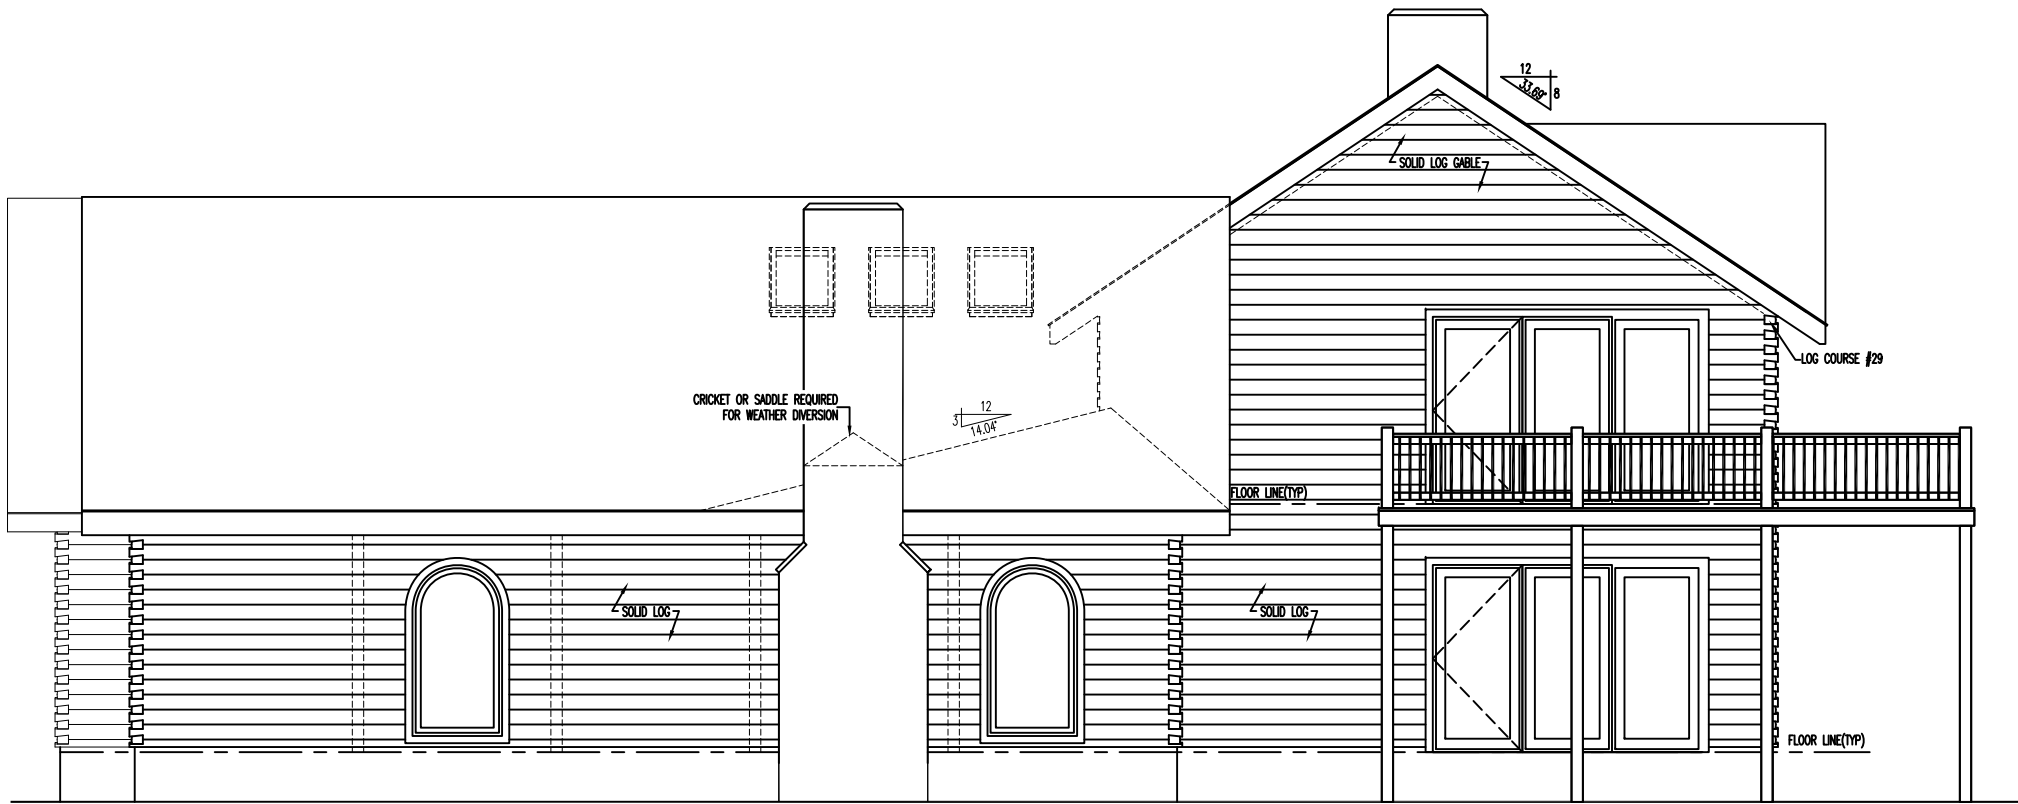 12
33.69°
8
SOLID LOG GABLE
LOG COURSE #29
CRICKET OR SADDLE REQUIRED
FOR WEATHER DIVERSION
12
3
14.04°
FLOOR LINE(TYP)
SOLID LOG
SOLID LOG
FLOOR LINE(TYP)